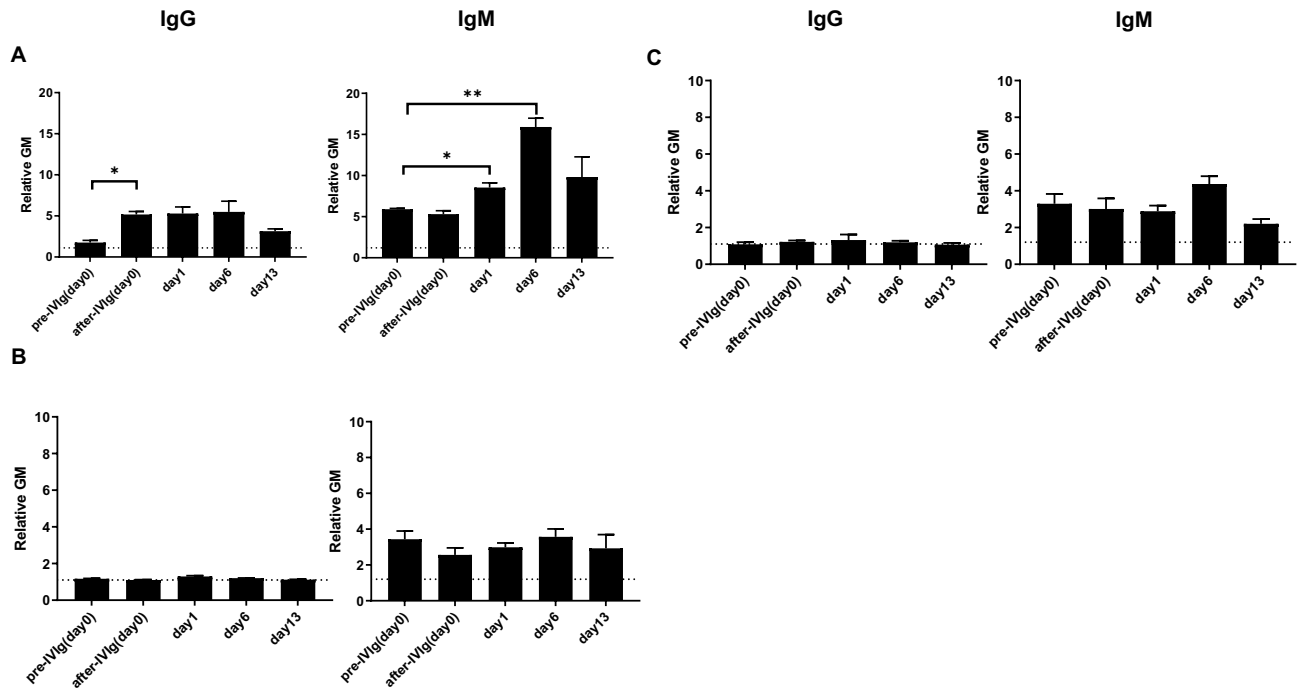 IgG
IgM
A
Relative GM
20
15
10
5
0
*
pre-IVIg(day0)
after-IVIg(day0)
day1
day6
day13
Relative GM
20
15
10
5
0
**
*
pre-IVIg(day0)
after-IVIg(day0)
day1
day6
day13
B
Relative GM
10
8
6
4
2
0
pre-IVIg(day0)
after-IVIg(day0)
day1
day6
day13
Relative GM
10
8
6
4
2
0
pre-IVIg(day0)
after-IVIg(day0)
day1
day6
day13
IgG
IgM
C
Relative GM
10
8
6
4
2
0
pre-IVIg(day0)
after-IVIg(day0)
day1
day6
day13
Relative GM
10
8
6
4
2
0
pre-IVIg(day0)
after-IVIg(day0)
day1
day6
day13